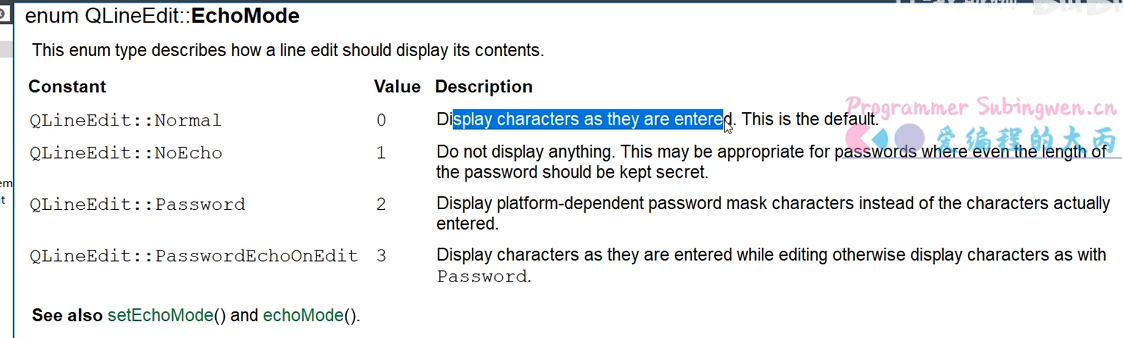 enum QLineEdit::EchoMode
This enum type describes how a line edit should display its contents.
Constant Value Description
QLineEdit::Normal 0 Display characters as they are entered. This is the default.
QLineEdit::NoEcho 1 Do not display anything. This may be appropriate for passwords where even the length of
the password should be kept secret.
QLineEdit::Password 2 Display platform-dependent password mask characters instead of the characters actually
entered.
QLineEdit::PasswordEchoOnEdit 3 Display characters as they are entered while editing otherwise display characters as with
Password.
See also setEchoMode() and echoMode().
Programmer Subingwen.cn
爱编程的大丙
em
it